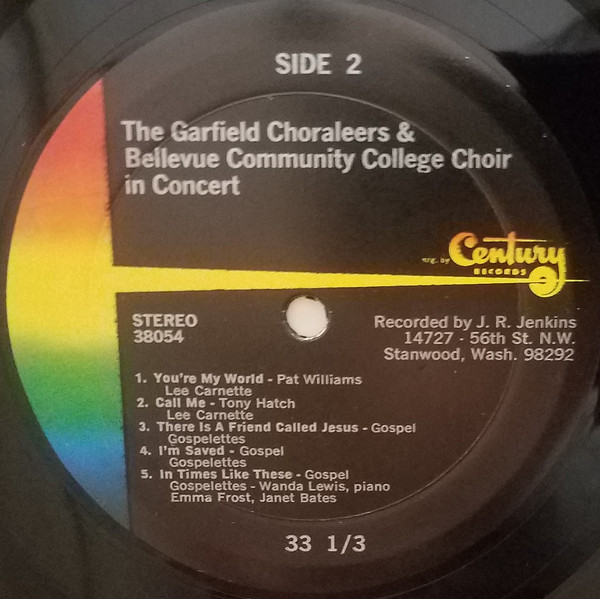 SIDE 2
The Garfield Choraleers &
Bellevue Community College Choir
in Concert
mfg. by Century
RECORDS
STEREO
38054
Recorded by J. R. Jenkins
14727 - 56th St. N.W.
Stanwood, Wash. 98292
1. You're My World - Pat Williams
Lee Carnette
2. Call Me - Tony Hatch
Lee Carnette
3. There Is A Friend Called Jesus - Gospel
Gospelettes
4. I'm Saved - Gospel
Gospelettes
5. In Times Like These - Gospel
Gospelettes - Wanda Lewis, piano
Emma Frost, Janet Bates
33 1/3